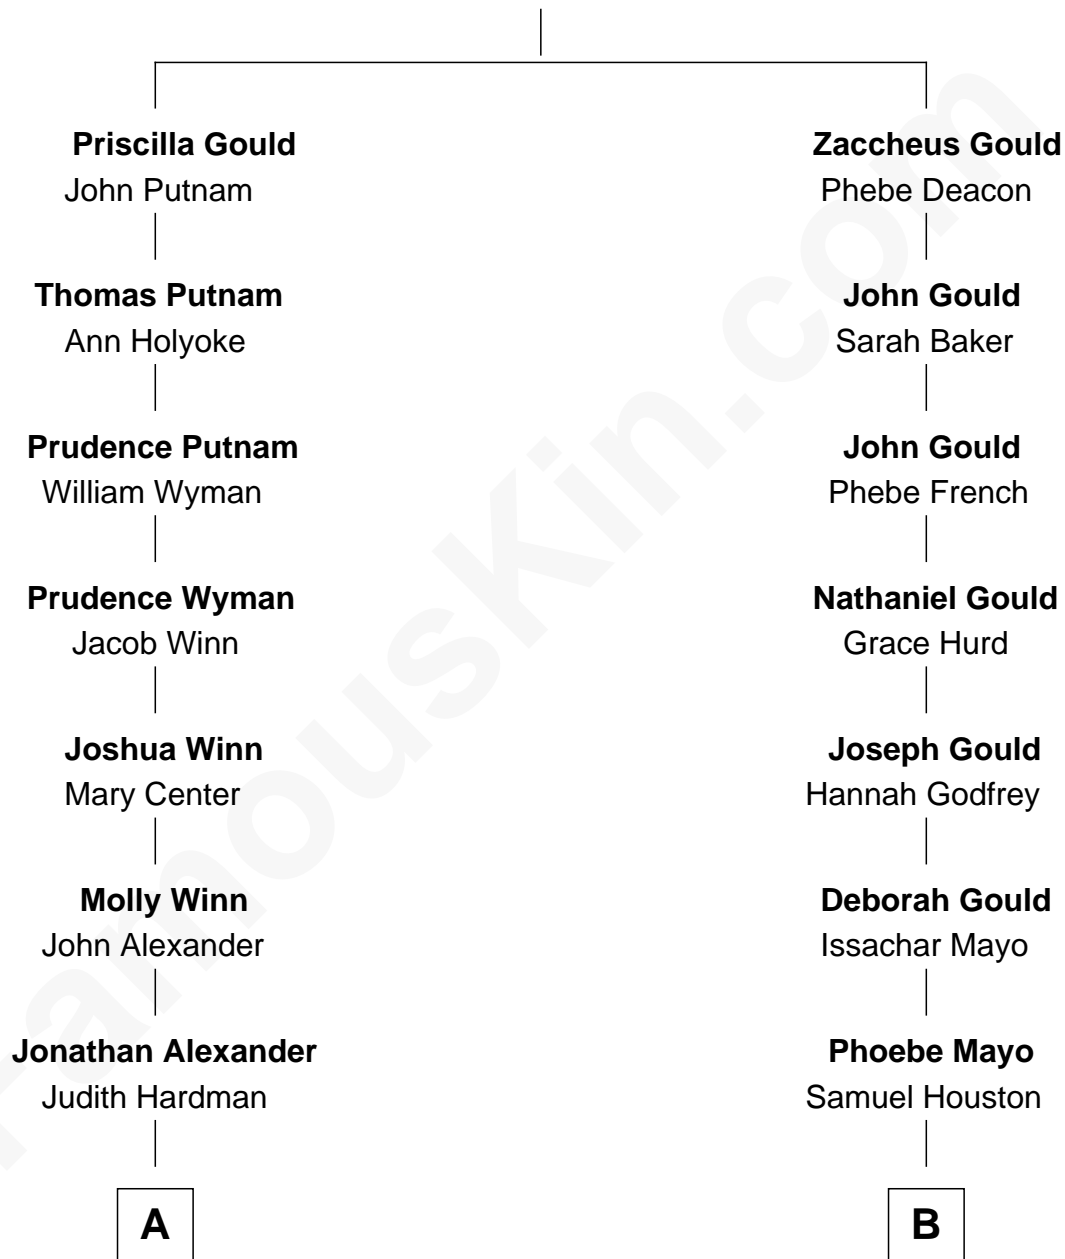 Priscilla Gould
John Putnam
Thomas Putnam
Ann Holyoke
Prudence Putnam
William Wyman
Prudence Wyman
Jacob Winn
Joshua Winn
Mary Center
Molly Winn
John Alexander
Jonathan Alexander
Judith Hardman
A
Zaccheus Gould
Phebe Deacon
John Gould
Sarah Baker
John Gould
Phebe French
Nathaniel Gould
Grace Hurd
Joseph Gould
Hannah Godfrey
Deborah Gould
Issachar Mayo
Phoebe Mayo
Samuel Houston
B
FamousKin.com